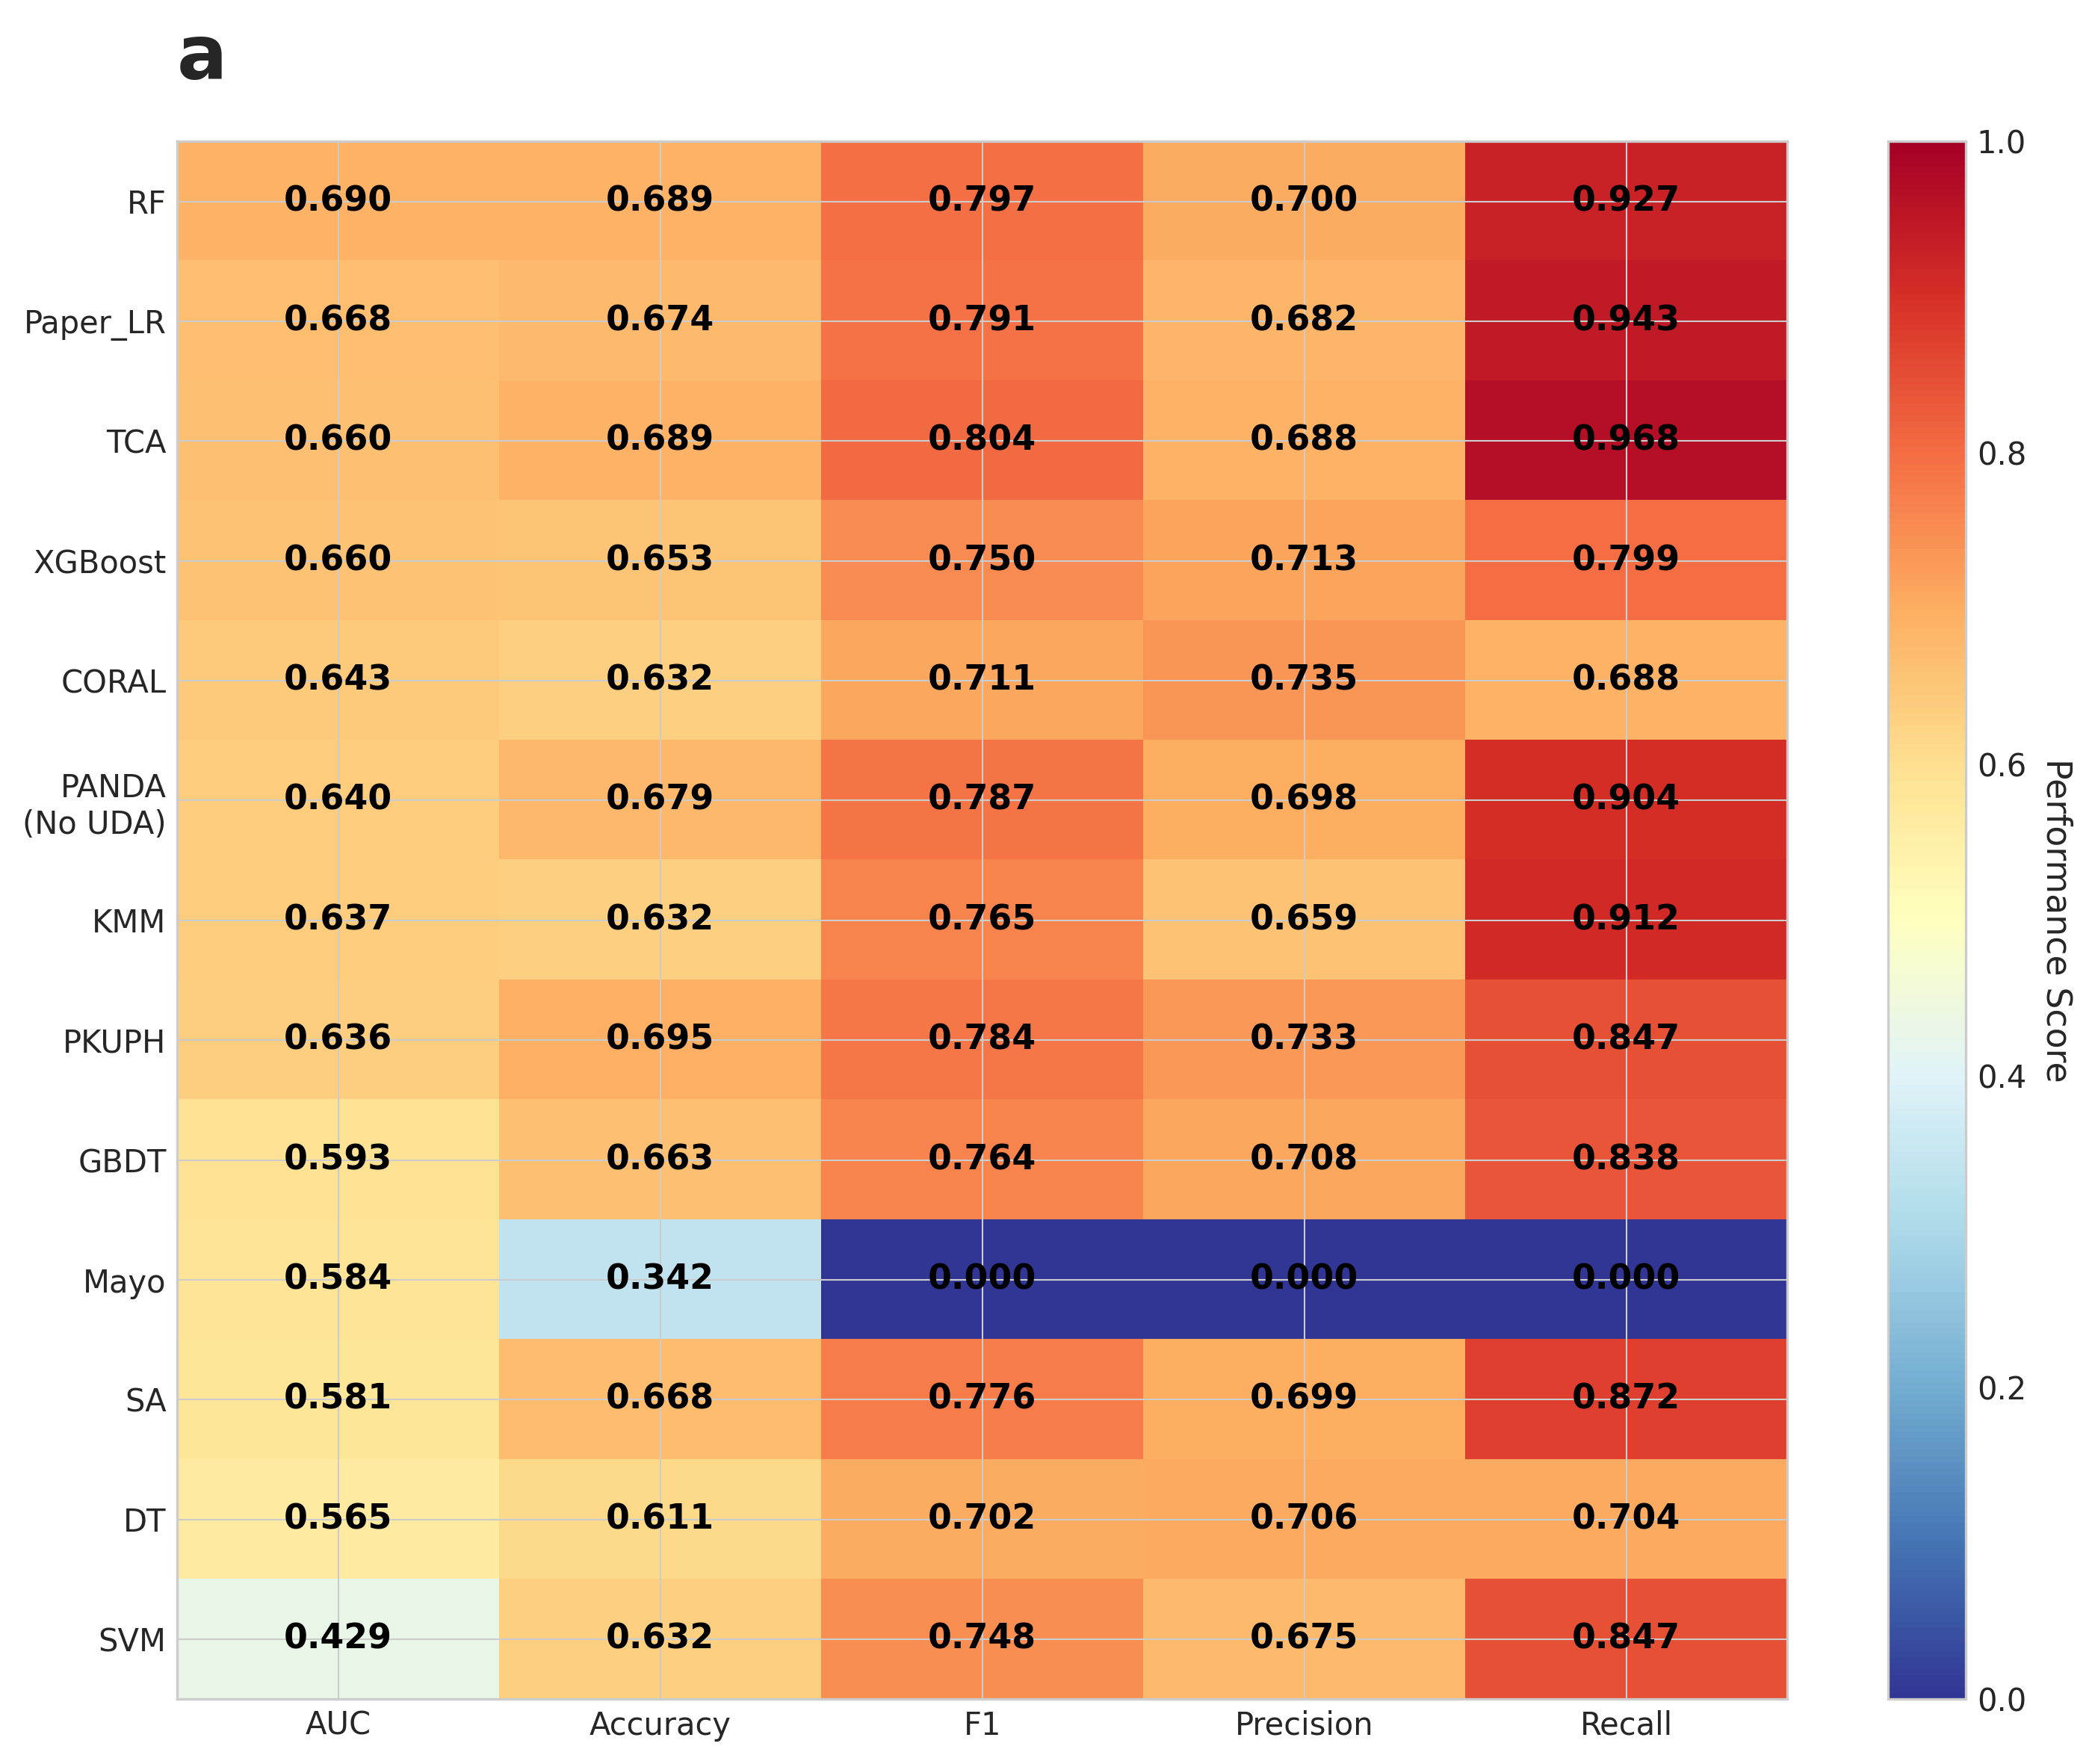 a
RF 0.690 0.689 0.797 0.700 0.927
Paper_LR 0.668 0.674 0.791 0.682 0.943
TCA 0.660 0.689 0.804 0.688 0.968
XGBoost 0.660 0.653 0.750 0.713 0.799
CORAL 0.643 0.632 0.711 0.735 0.688
PANDA
(No UDA) 0.640 0.679 0.787 0.698 0.904
KMM 0.637 0.632 0.765 0.659 0.912
PKUPH 0.636 0.695 0.784 0.733 0.847
GBDT 0.593 0.663 0.764 0.708 0.838
Mayo 0.584 0.342 0.000 0.000 0.000
SA 0.581 0.668 0.776 0.699 0.872
DT 0.565 0.611 0.702 0.706 0.704
SVM 0.429 0.632 0.748 0.675 0.847
AUC Accuracy F1 Precision Recall
1.0
0.8
0.6
0.4
0.2
0.0
Performance Score